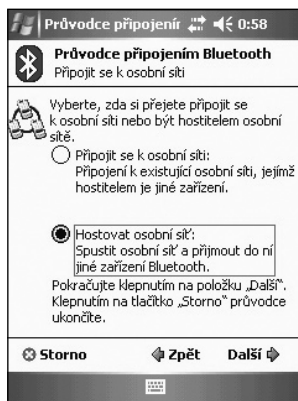 Průvodce připojenír 0:58
Průvodce připojením Bluetooth
Připojit se k osobní síti
Vyberte, zda si přejete připojit se
k osobní síti nebo být hostitelem osobní
sítě.
Připojit se k osobní síti:
Připojení k existující osobní síti, jejímž
hostitelem je jiné zařízení.
Hostovat osobní síť:
Spustit osobní síť a přijmout do ní
jiné zařízení Bluetooth.
Pokračujte klepnutím na položku „Další“.
Klepnutím na tlačítko „Storno“ průvodce
ukončíte.
Storno Zpět Další